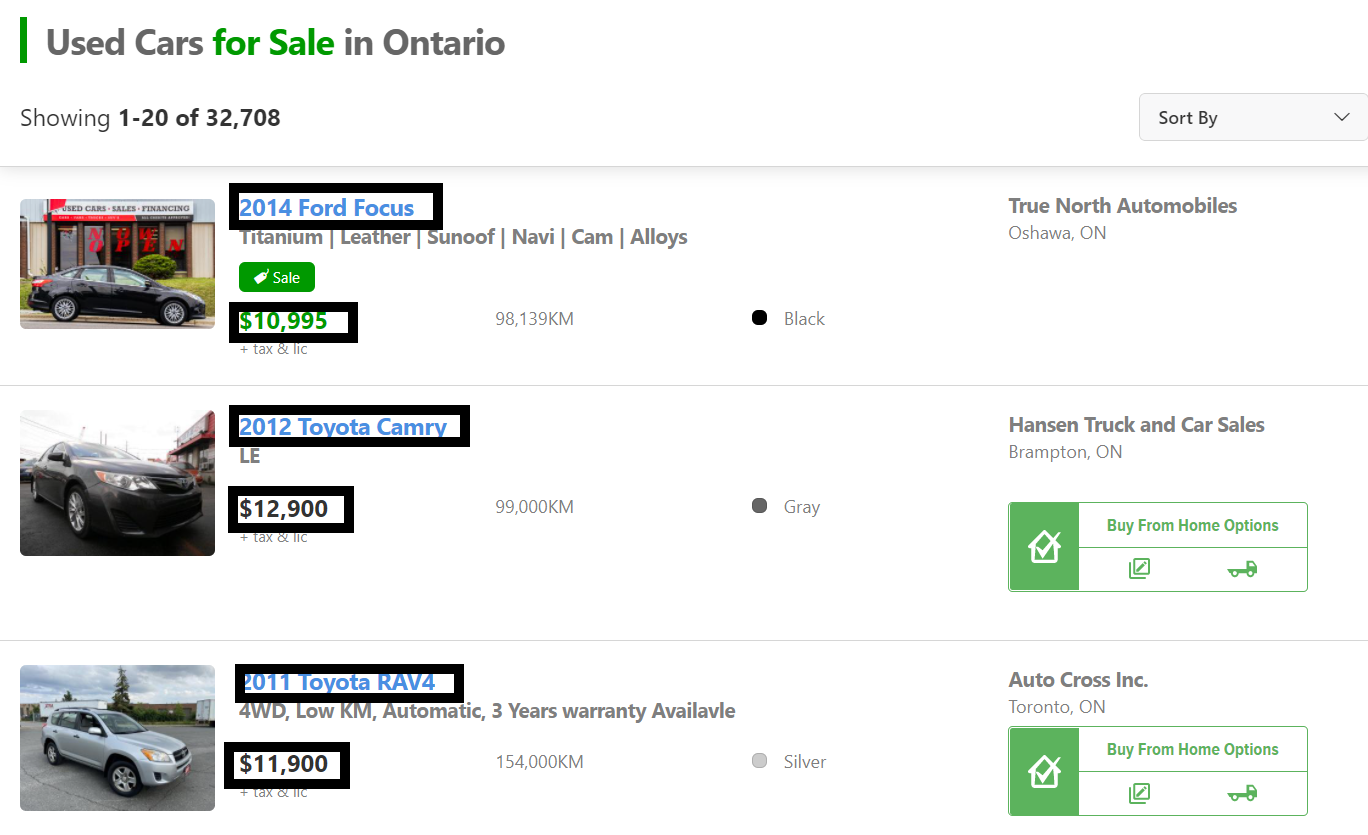 Used Cars for Sale in Ontario
Showing 1-20 of 32,708
Sort By
USED CARS • SALES • FINANCING
NOW
OPEN
2014 Ford Focus
Titanium | Leather | Sunoof | Navi | Cam | Alloys
Sale
$10,995
+ tax & lic
98,139KM
Black
True North Automobiles
Oshawa, ON
2012 Toyota Camry
LE
$12,900
+ tax & lic
99,000KM
Gray
Hansen Truck and Car Sales
Brampton, ON
Buy From Home Options
2011 Toyota RAV4
4WD, Low KM, Automatic, 3 Years warranty Availavle
$11,900
+ tax & lic
154,000KM
Silver
Auto Cross Inc.
Toronto, ON
Buy From Home Options